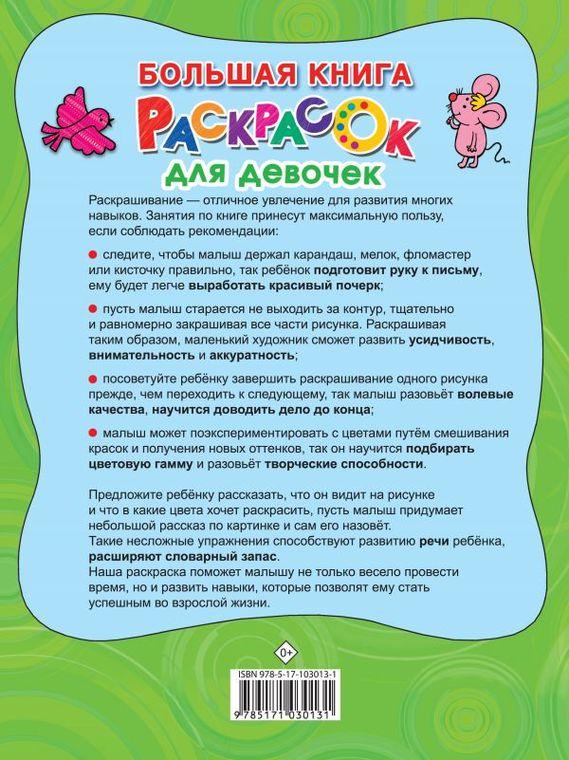 БОЛЬШАЯ КНИГА
РАСКРАСОК
для девочек
Раскрашивание — отличное увлечение для развития многих
навыков. Занятия по книге принесут максимальную пользу,
если соблюдать рекомендации:
● следите, чтобы малыш держал карандаш, мелок, фломастер
или кисточку правильно, так ребёнок подготовит руку к письму,
ему будет легче выработать красивый почерк;
● пусть малыш старается не выходить за контур, тщательно
и равномерно закрашивая все части рисунка. Раскрашивая
таким образом, маленький художник сможет развить усидчивость,
внимательность и аккуратность;
● посоветуйте ребёнку завершить раскрашивание одного рисунка
прежде, чем переходить к следующему, так малыш разовьёт волевые
качества, научится доводить дело до конца;
● малыш может поэкспериментировать с цветами путём смешивания
красок и получения новых оттенков, так он научится подбирать
цветовую гамму и разовьёт творческие способности.
Предложите ребёнку рассказать, что он видит на рисунке
и что в какие цвета хочет раскрасить, пусть малыш придумает
небольшой рассказ по картинке и сам его назовёт.
Такие несложные упражнения способствуют развитию речи ребёнка,
расширяют словарный запас.
Наша раскраска поможет малышу не только весело провести
время, но и развить навыки, которые позволят ему стать
успешным во взрослой жизни.
0+
ISBN 978-5-17-103013-1
9785171030131